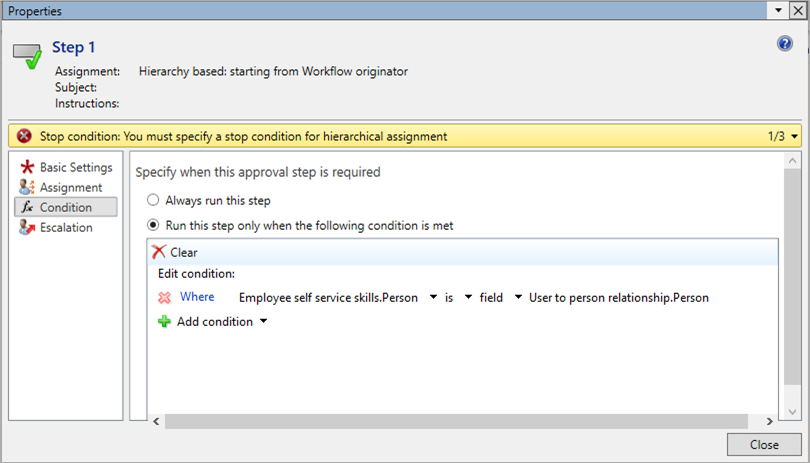 Properties
Step 1
Assignment: Hierarchy based: starting from Workflow originator
Subject:
Instructions:
Stop condition: You must specify a stop condition for hierarchical assignment 1/3
Basic Settings
Assignment
Condition
Escalation
Specify when this approval step is required
Always run this step
Run this step only when the following condition is met
Clear
Edit condition:
Where Employee self service skills.Person is field User to person relationship.Person
Add condition
Close